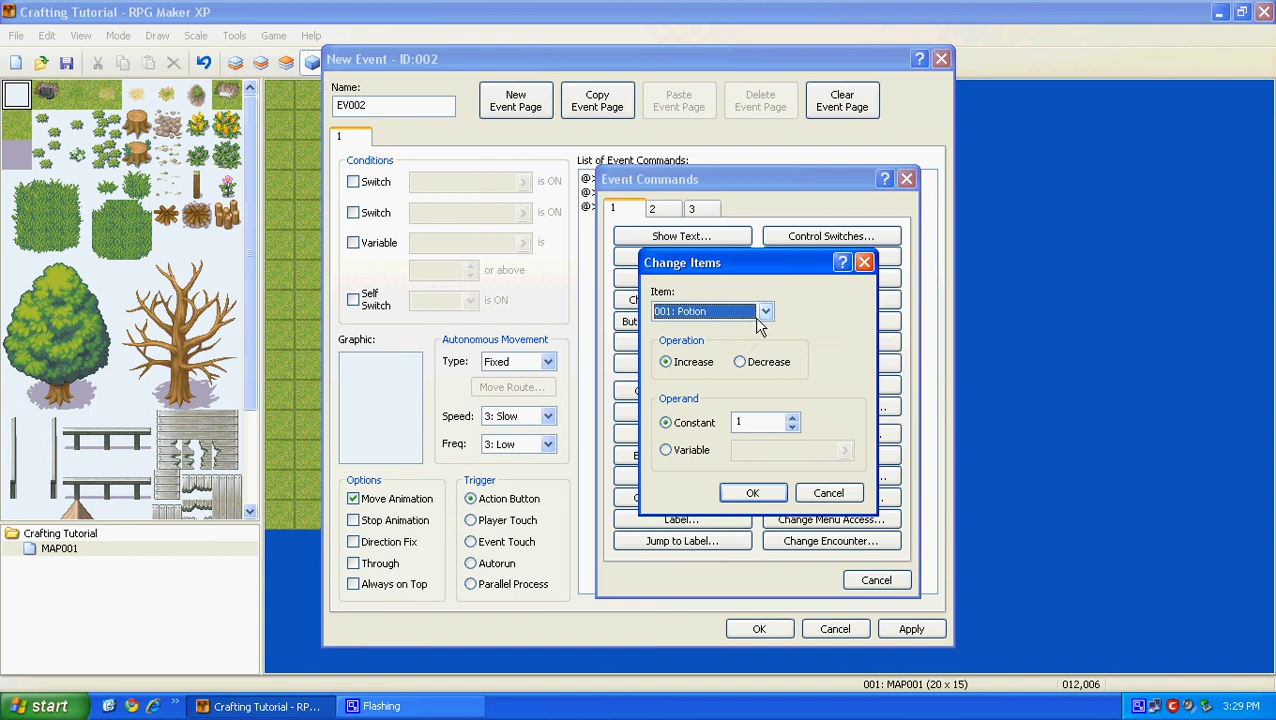 Crafting Tutorial - RPG Maker XP
File Edit View Mode Draw Scale Tools Game Help
New Event - ID:002
Name:
EV002
New Event Page
Copy Event Page
Paste Event Page
Delete Event Page
Clear Event Page
1
Conditions
Switch is ON
Switch is ON
Variable is
or above
Self Switch is ON
List of Event Commands:
@>
@>
@>
Graphic:
Autonomous Movement
Type: Fixed
Move Route...
Speed: 3: Slow
Freq: 3: Low
Options
Move Animation
Stop Animation
Direction Fix
Through
Always on Top
Trigger
Action Button
Player Touch
Event Touch
Autorun
Parallel Process
OK Cancel Apply
Event Commands
1 2 3
Show Text... Control Switches...
Change Items
Item:
001: Potion
Operation
Increase Decrease
Operand
Constant 1
Variable
OK Cancel
Label... Change Menu Access...
Jump to Label... Change Encounter...
Cancel
Crafting Tutorial
MAP001
001: MAP001 (20 x 15) 012,006
start Crafting Tutorial - RP... Flashing 3:29 PM